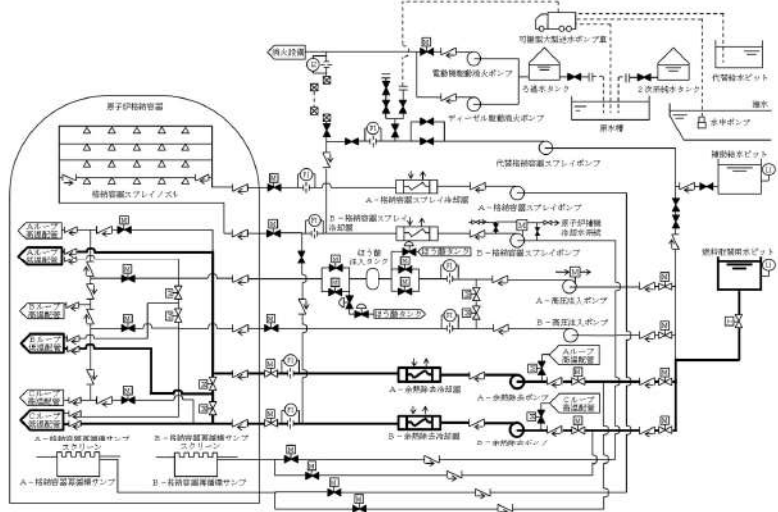 可搬型大型送水ポンプ車
消火設備
電動機駆動消火ポンプ
ろ過水タンク
2次系純水タンク
代替給水ピット
海水
水中ポンプ
原水槽
ディーゼル駆動消火ポンプ
原子炉格納容器
FI
代替格納容器スプレイポンプ
補助給水ピット
格納容器スプレイノズル
A-格納容器スプレイ冷却器
A-格納容器スプレイポンプ
B-格納容器スプレイ
冷却器
原子炉補機
冷却水系統
B-格納容器スプレイポンプ
燃料取替用水ピット
Aループ
高温配管
Aループ
低温配管
ほう酸
注入タンク
ほう酸タンク
ほう酸タンク
A-高圧注入ポンプ
Bループ
高温配管
B-高圧注入ポンプ
Bループ
低温配管
Aループ
高温配管
A-余熱除去冷却器
A-余熱除去ポンプ
Cループ
高温配管
Cループ
低温配管
Cループ
高温配管
B-余熱除去冷却器
B-余熱除去ポンプ
A-格納容器再循環サンプ
スクリーン
B-格納容器再循環サンプ
スクリーン
A-格納容器再循環サンプ
B-格納容器再循環サンプ